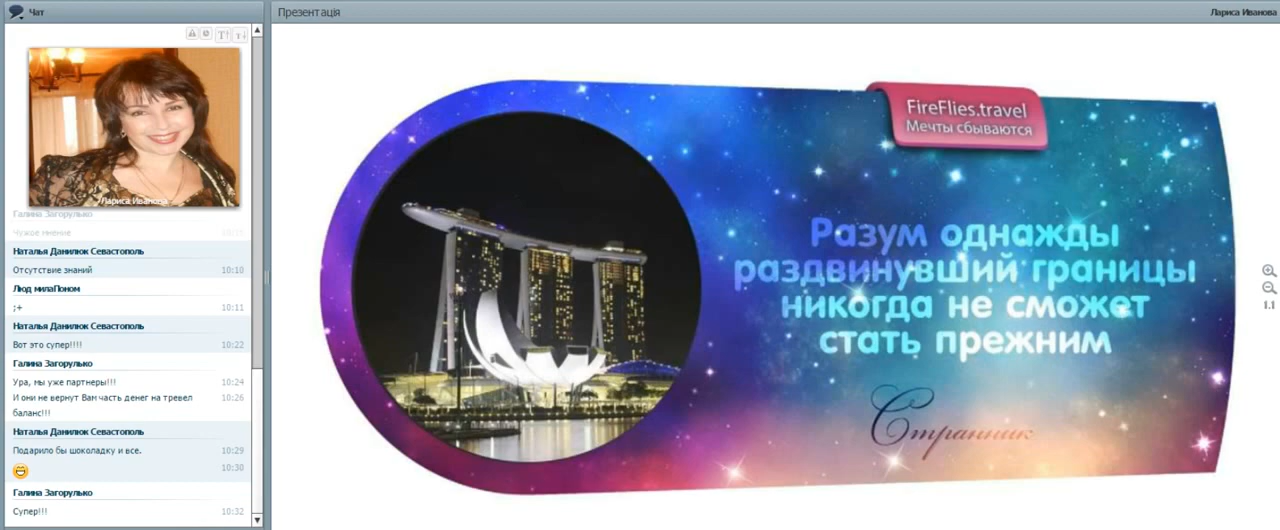 Чат
Лариса Иванова
Галина Загорулько
Чужое мнение
Наталья Данилюк Севастополь
Отсутствие знаний 10:10
Люд милаПоном
;+ 10:11
Наталья Данилюк Севастополь
Вот это супер!!!! 10:22
Галина Загорулько
Ура, мы уже партнеры!!! 10:24
И они не вернут Вам часть денег на тревел 10:26
баланс!!!
Наталья Данилюк Севастополь
Подарило бы шоколадку и все. 10:29
10:30
Галина Загорулько
Супер!!! 10:32
Презентація
Лариса Иванова
FireFlies.travel
Мечты сбываются
Разум однажды
раздвинувший границы
никогда не сможет
стать прежним
Странник
1:1